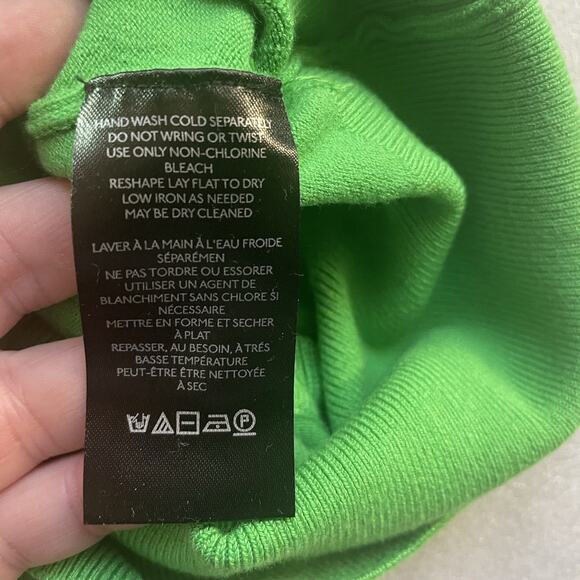 HAND WASH COLD SEPARATELY
DO NOT WRING OR TWIST
USE ONLY NON-CHLORINE
BLEACH
RESHAPE LAY FLAT TO DRY
LOW IRON AS NEEDED
MAY BE DRY CLEANED
LAVER À LA MAIN À L'EAU FROIDE
SÉPARÉMEN
NE PAS TORDRE OU ESSORER
UTILISER UN AGENT DE
BLANCHIMENT SANS CHLORE SI
NÉCESSAIRE
METTRE EN FORME ET SECHER
À PLAT
REPASSER, AU BESOIN, À TRÉS
BASSE TEMPÉRATURE
PEUT-ÊTRE ÊTRE NETTOYÉE
À SEC
P